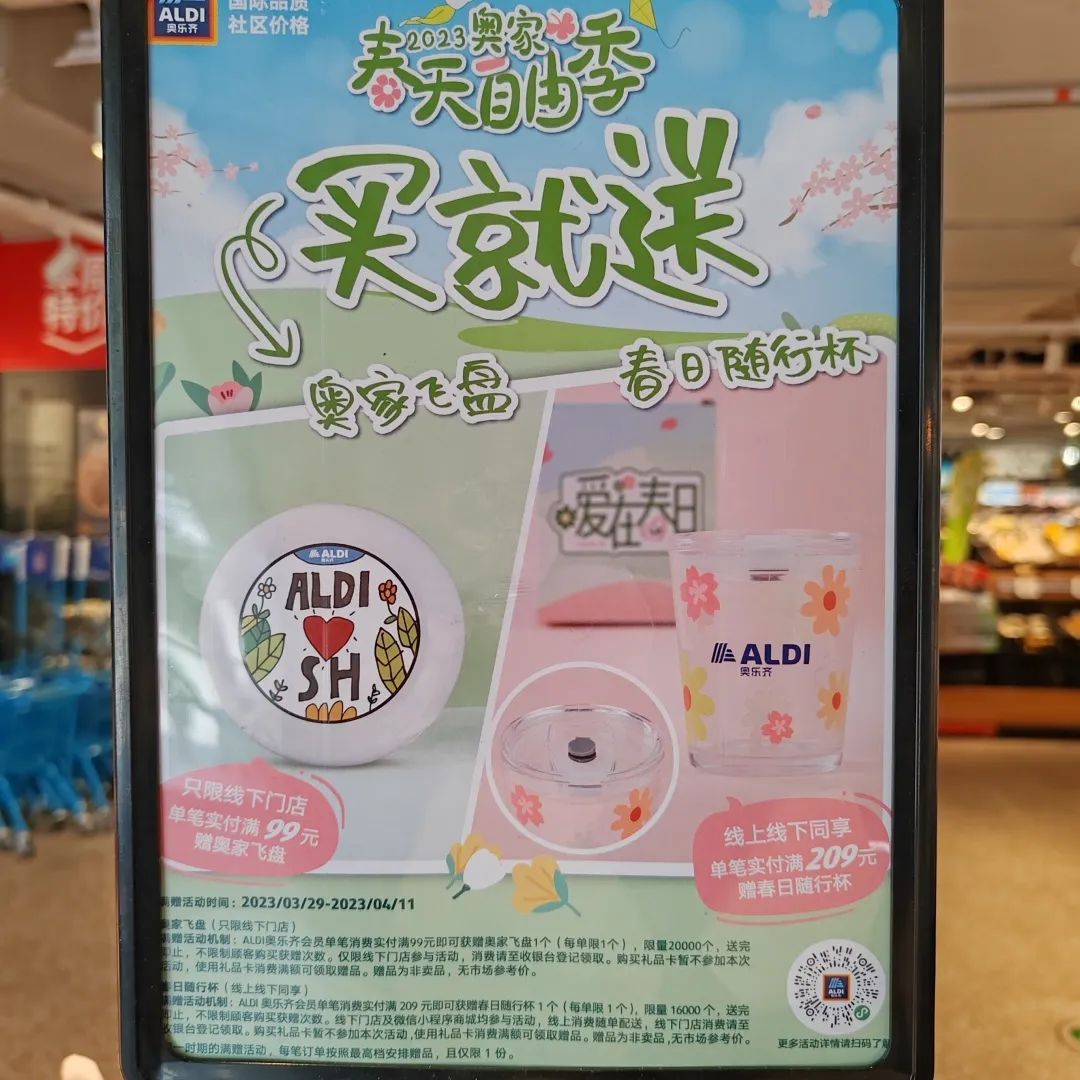 ALDI
奥乐齐
国际品质
社区价格
2023奥家
春天自由季
买就送
特价
奥家飞盘
春日随行杯
爱在春日
ALDI
ALDI
SH
ALDI
奥乐齐
只限线下门店
单笔实付满99元
赠奥家飞盘
线上线下同享
单笔实付满209元
赠春日随行杯
满赠活动时间：2023/03/29-2023/04/11
奥家飞盘（只限线下门店）
满赠活动机制：ALDI奥乐齐会员单笔消费实付满99元即可获赠奥家飞盘1个（每单限1个），限量20000个，送完
即止，不限制顾客购买获赠次数。仅限线下门店参与活动，消费请至收银台登记领取。购买礼品卡暂不参加本次
活动，使用礼品卡消费满额可领取赠品。赠品为非卖品，无市场参考价。
春日随行杯（线上线下同享）
满赠活动机制：ALDI 奥乐齐会员单笔消费实付满 209 元即可获赠春日随行杯 1 个（每单限 1 个），限量 16000 个，送完
即止，不限制顾客购买获赠次数。线下门店及微信小程序商城均参与活动，线上消费随单配送，线下门店消费请至
收银台登记领取。购买礼品卡暂不参加本次活动，使用礼品卡消费满额可领取赠品。赠品为非卖品，无市场参考价。
一时期的满赠活动，每笔订单按照最高档安排赠品，且仅限 1 份。
ALDI
更多活动详情请扫码了解